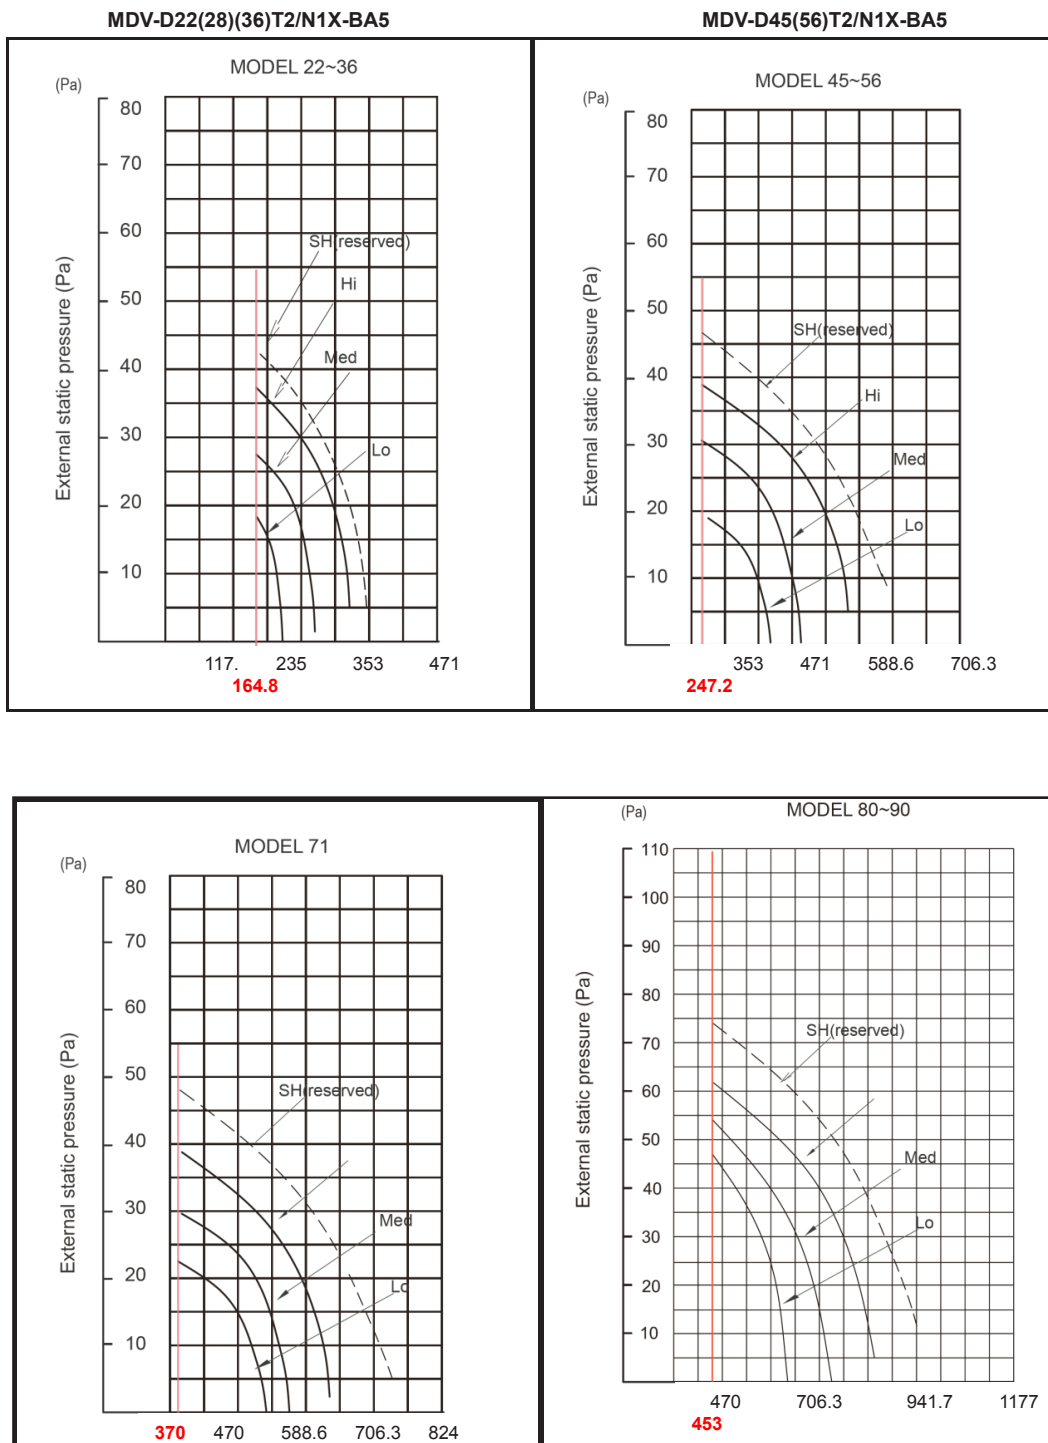 MDV-D22(28)(36)T2/N1X-BA5
MDV-D45(56)T2/N1X-BA5
MODEL 22~36
(Pa)
80
70
60
50
40
30
20
10
External static pressure (Pa)
SH(reserved)
Hi
Med
Lo
117. 235 353 471
164.8
MODEL 45~56
(Pa)
80
70
60
50
40
30
20
10
External static pressure (Pa)
SH(reserved)
Hi
Med
Lo
353 471 588.6 706.3
247.2
MODEL 71
(Pa)
80
70
60
50
40
30
20
10
External static pressure (Pa)
SH(reserved)
Med
Lo
370 470 588.6 706.3 824
MODEL 80~90
(Pa)
110
100
90
80
70
60
50
40
30
20
10
External static pressure (Pa)
SH(reserved)
Med
Lo
470 706.3 941.7 1177
453